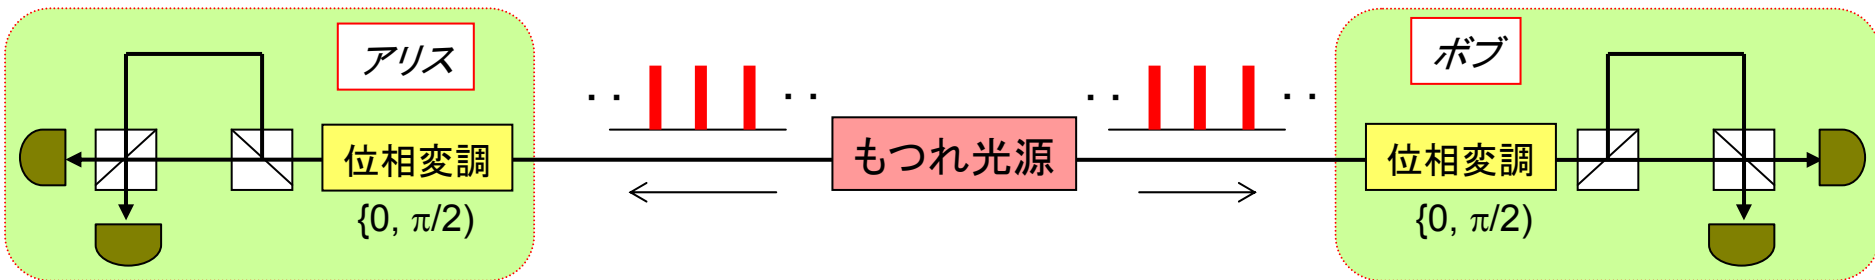 アリス
ボブ
・・ ・・
・・ ・・
位相変調
もつれ光源
位相変調
{0, π/2)
{0, π/2)